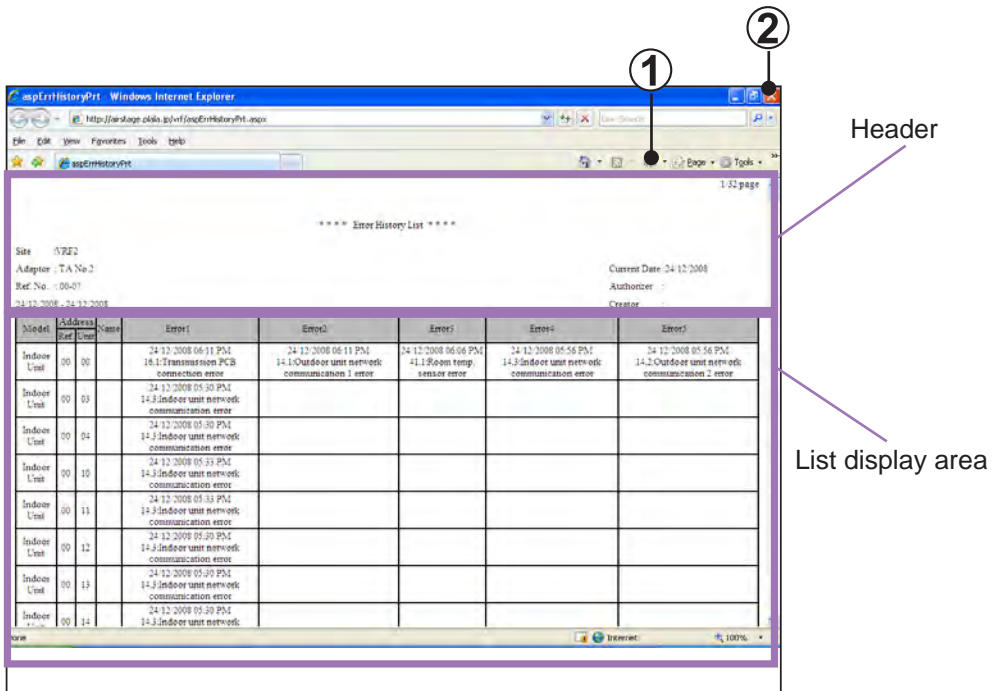 2
1
aspErrHistoryPrt - Windows Internet Explorer
http://airstage.plala.jp/vrf/aspErrHistoryPrt.aspx
Live Search
File Edit View Favorites Tools Help
aspErrHistoryPrt
Page Tools
Header
1/32 page
**** Error History List ****
Site :VRF2
Adaptor : TA No.2
Current Date :24/12/2008
Ref. No. : 00-07
Authorizer :
24/12/2008 - 24/12/2008
Creator :
Model Address Name Error1 Error2 Error3 Error4 Error5
Ref Unit
Indoor Unit 00 00 24/12/2008 06:11 PM 16.1:Transmission PCB connection error 24/12/2008 06:11 PM 14.1:Outdoor unit network communication 1 error 24/12/2008 06:06 PM 41.1:Room temp. sensor error 24/12/2008 05:56 PM 14.3:Indoor unit network communication error 24/12/2008 05:56 PM 14.2:Outdoor unit network communication 2 error
Indoor Unit 00 03 24/12/2008 05:30 PM 14.3:Indoor unit network communication error
Indoor Unit 00 04 24/12/2008 05:30 PM 14.3:Indoor unit network communication error
Indoor Unit 00 10 24/12/2008 05:33 PM 14.3:Indoor unit network communication error
Indoor Unit 00 11 24/12/2008 05:33 PM 14.3:Indoor unit network communication error
Indoor Unit 00 12 24/12/2008 05:30 PM 14.3:Indoor unit network communication error
Indoor Unit 00 13 24/12/2008 05:30 PM 14.3:Indoor unit network communication error
Indoor 00 14 24/12/2008 05:30 PM 14.3:Indoor unit network
List display area
Internet 100%